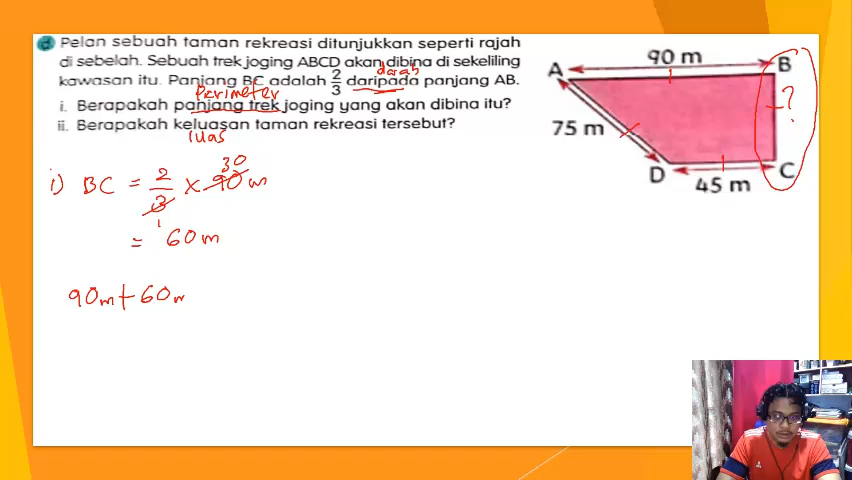 d Pelan sebuah taman rekreasi ditunjukkan seperti rajah
di sebelah. Sebuah trek joging ABCD akan dibina di sekeliling
darab
kawasan itu. Panjang BC adalah 2/3 daripada panjang AB.
Perimeter
i. Berapakah panjang trek joging yang akan dibina itu?
ii. Berapakah keluasan taman rekreasi tersebut?
luas
A 90 m B
75 m ?
D 45 m C
i) BC = 2/3 × 90 m
30
1
= 60 m
90m + 60m